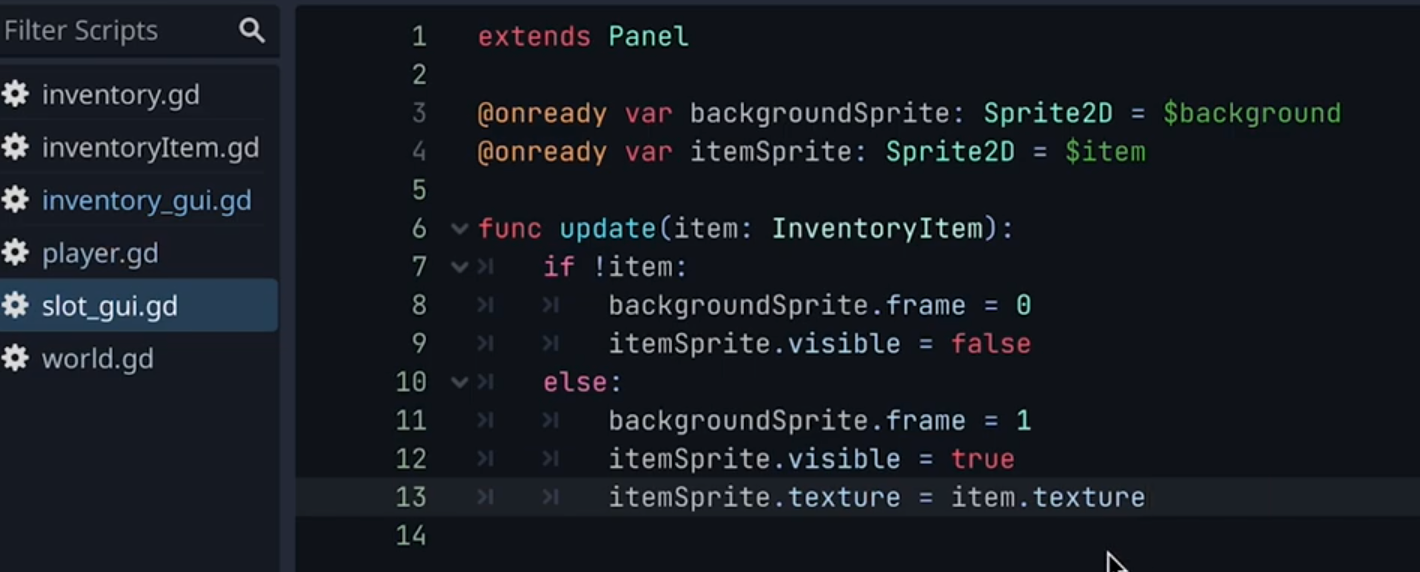 Filter Scripts
inventory.gd
inventoryItem.gd
inventory_gui.gd
player.gd
slot_gui.gd
world.gd
1 extends Panel
2
3 @onready var backgroundSprite: Sprite2D = $background
4 @onready var itemSprite: Sprite2D = $item
5
6 func update(item: InventoryItem):
7 if !item:
8 backgroundSprite.frame = 0
9 itemSprite.visible = false
10 else:
11 backgroundSprite.frame = 1
12 itemSprite.visible = true
13 itemSprite.texture = item.texture
14